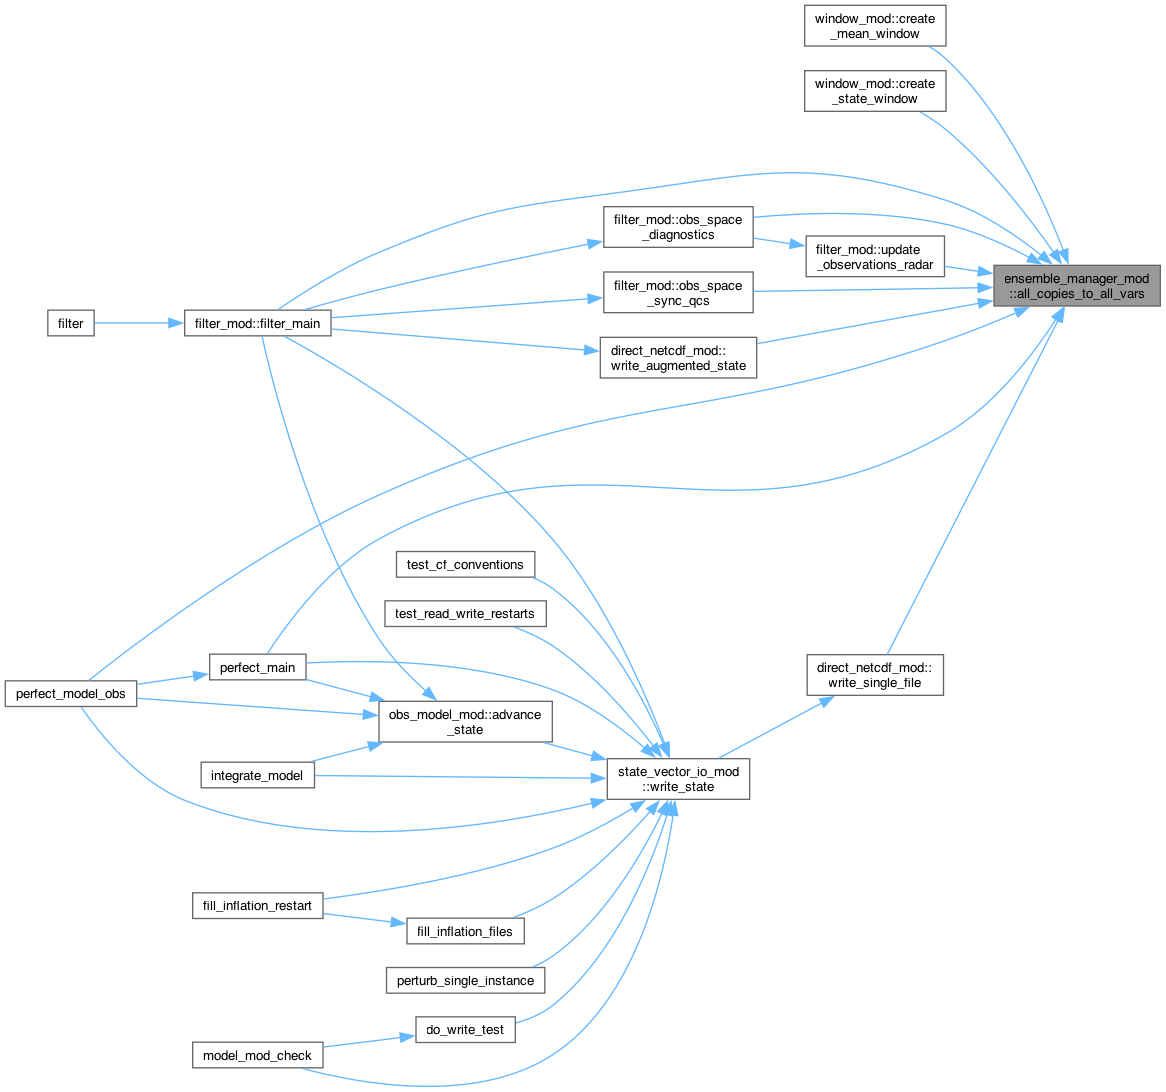 window_mod::create
_mean_window
window_mod::create
_state_window
filter_mod::obs_space
_diagnostics
filter_mod::update
_observations_radar
ensemble_manager_mod
::all_copies_to_all_vars
filter_mod::obs_space
_sync_qcs
filter
filter_mod::filter_main
direct_netcdf_mod::
write_augmented_state
test_cf_conventions
test_read_write_restarts
perfect_main
direct_netcdf_mod::
write_single_file
perfect_model_obs
obs_model_mod::advance
_state
integrate_model
state_vector_io_mod
::write_state
fill_inflation_restart
fill_inflation_files
perturb_single_instance
do_write_test
model_mod_check